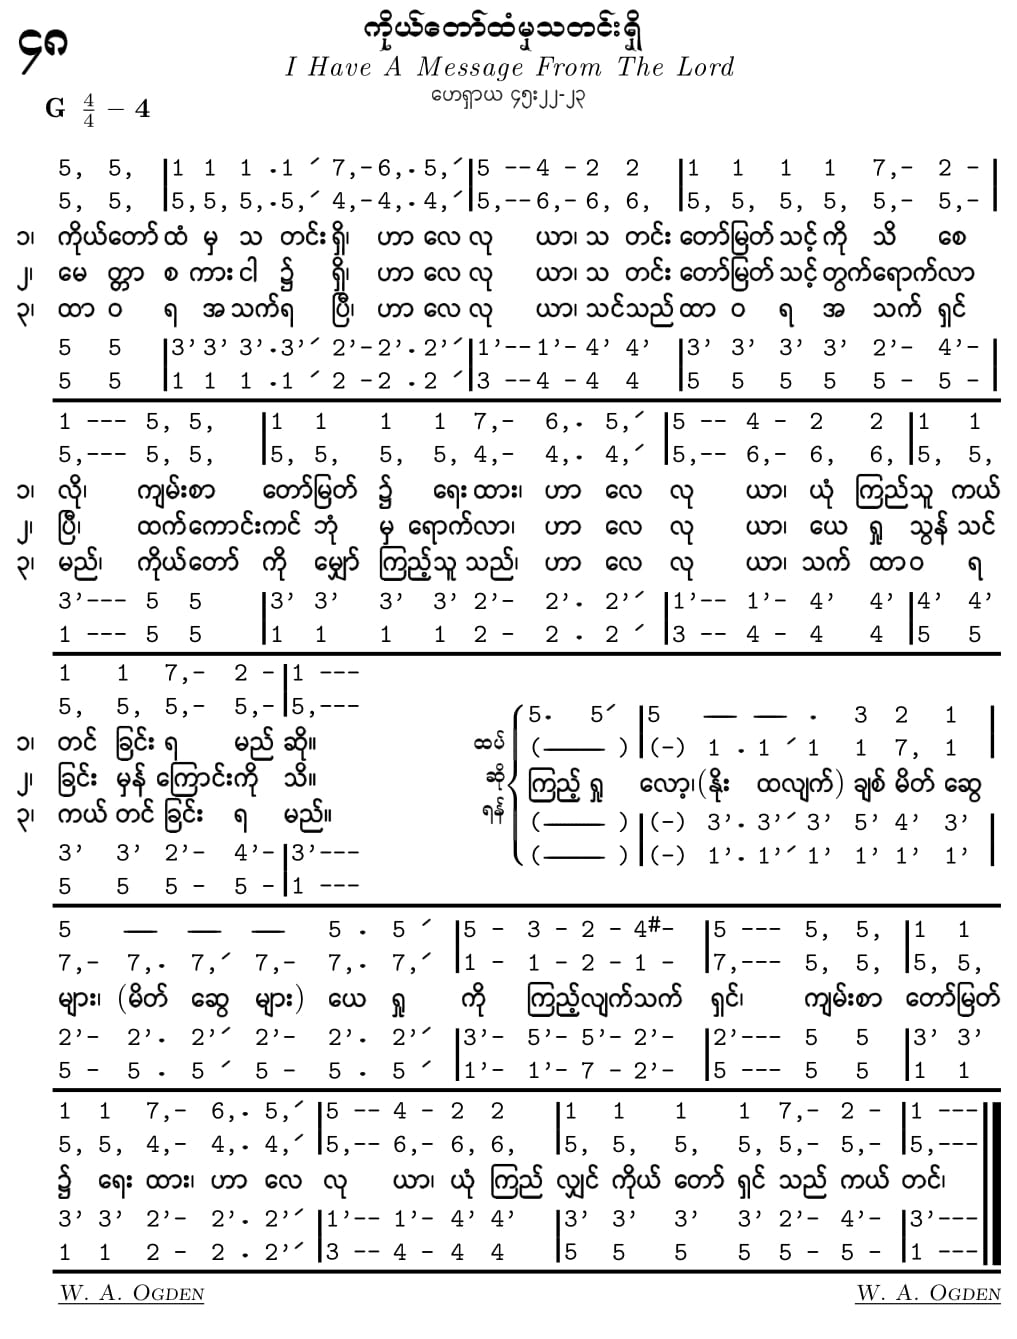 ၄၈
ကိုယ်တော်ထံမှသတင်းရှိ
I Have A Message From The Lord
ဟေရှာယ ၄၅း၂၂-၂၃
G 4/4 – 4
5, 5, |1 1 1 .1 ′ 7,-6,.5,′|5 --4 - 2 2 |1 1 1 1 7,- 2 - |
5, 5, |5,5, 5,.5,′ 4,-4,.4,′|5,--6,- 6, 6, |5, 5, 5, 5, 5,- 5,-|
၁၊ ကိုယ်တော် ထံ မှ သ တင်း ရှိ၊ ဟာ လေ လု ယာ၊ သ တင်း တော်မြတ် သင့် ကို သိ စေ
၂၊ မေ တ္တာ စ ကား ငါ ၌ ရှိ၊ ဟာ လေ လု ယာ၊ သ တင်း တော်မြတ် သင့် တွက်ရောက်လာ
၃၊ ထာ ဝ ရ အ သက်ရ ပြီ၊ ဟာ လေ လု ယာ၊ သင်သည် ထာ ဝ ရ အ သက် ရှင်
5 5 |3’ 3’ 3’.3’′ 2’-2’.2’′|1’--1’- 4’ 4’ |3’ 3’ 3’ 3’ 2’- 4’-|
5 5 |1 1 1 .1 ′ 2 -2 .2 ′|3 --4 - 4 4 |5 5 5 5 5 - 5 -|
1 --- 5, 5, |1 1 1 1 7,- 6,. 5,′|5 -- 4 - 2 2 |1 1
5,--- 5, 5, |5, 5, 5, 5, 4,- 4,. 4,′|5,-- 6,- 6, 6, |5, 5,
၁၊ လို၊ ကျမ်းစာ တော်မြတ် ၌ ရေး ထား၊ ဟာ လေ လု ယာ၊ ယုံ ကြည်သူ ကယ်
၂၊ ပြီ၊ ထက်ကောင်းကင် ဘုံ မှ ရောက်လာ၊ ဟာ လေ လု ယာ၊ ယေ ရှု သွန် သင်
၃၊ မည်၊ ကိုယ်တော် ကို မျှော် ကြည့်သူ သည်၊ ဟာ လေ လု ယာ၊ သက် ထာဝ ရ
3’--- 5 5 |3’ 3’ 3’ 3’ 2’- 2’. 2’′|1’-- 1’- 4’ 4’ |4’ 4’
1 --- 5 5 |1 1 1 1 2 - 2 . 2 ′|3 -- 4 - 4 4 |5 5
1 1 7,- 2 -|1 ---
5, 5, 5,- 5,-|5,---
၁၊ တင် ခြင်း ရ မည် ဆို။
၂၊ ခြင်း မှန် ကြောင်းကို သိ။
၃၊ ကယ် တင် ခြင်း ရ မည်။
3’ 3’ 2’- 4’-|3’---
5 5 5 - 5 -|1 ---
ထပ် ဆို ရန်
5. 5′|5 — — . 3 2 1 |
(—— )|(-) 1 . 1 ′ 1 1 7, 1 |
ကြည့် ရှု လော့၊(နိုး ထလျက်) ချစ် မိတ် ဆွေ
(—— )|(-) 3’. 3’′ 3’ 5’ 4’ 3’ |
(—— )|(-) 1’. 1’′ 1’ 1’ 1’ 1’ |
5 — — — 5 . 5 ′ |5 - 3 - 2 - 4#- |5 --- 5, 5, |1 1
7,- 7,. 7,′ 7,- 7,. 7,′ |1 - 1 - 2 - 1 - |7,--- 5, 5, |5, 5,
များ၊ (မိတ် ဆွေ များ) ယေ ရှု ကို ကြည့်လျက်သက် ရှင်၊ ကျမ်းစာ တော်မြတ်
2’- 2’. 2’′ 2’- 2’. 2’′ |3’- 5’- 5’- 2’- |2’--- 5 5 |3’ 3’
5 - 5 . 5 ′ 5 - 5 . 5 ′ |1’- 1’- 7 - 2’- |5 --- 5 5 |1 1
1 1 7,- 6,. 5,′ |5 -- 4 - 2 2 |1 1 1 1 7,- 2 - |1 ---
5, 5, 4,- 4,. 4,′ |5,-- 6,- 6, 6, |5, 5, 5, 5, 5,- 5,- |5,---
၌ ရေး ထား၊ ဟာ လေ လု ယာ၊ ယုံ ကြည် လျှင် ကိုယ် တော် ရှင် သည် ကယ် တင်၊
3’ 3’ 2’- 2’. 2’′ |1’-- 1’- 4’ 4’ |3’ 3’ 3’ 3’ 2’- 4’- |3’---
1 1 2 - 2 . 2’′ |3 -- 4 - 4 4 |5 5 5 5 5 - 5 - |1 ---
W. A. OGDEN W. A. OGDEN